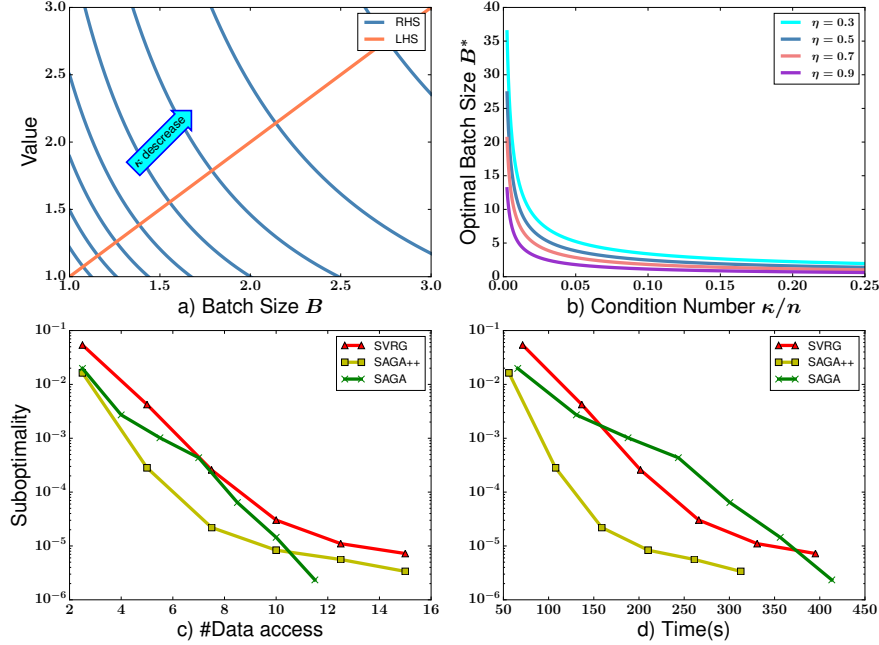 3.0
2.5
2.0
1.5
1.0
Value
RHS
LHS
κ descrease
1.0 1.5 2.0 2.5 3.0
a) Batch Size B
40
35
30
25
20
15
10
5
0
Optimal Batch Size B*
η = 0.3
η = 0.5
η = 0.7
η = 0.9
0.00 0.05 0.10 0.15 0.20 0.25
b) Condition Number κ/n
10⁻¹
10⁻²
10⁻³
10⁻⁴
10⁻⁵
10⁻⁶
Suboptimality
SVRG
SAGA++
SAGA
2 4 6 8 10 12 14 16
c) #Data access
10⁻¹
10⁻²
10⁻³
10⁻⁴
10⁻⁵
10⁻⁶
SVRG
SAGA++
SAGA
50 100 150 200 250 300 350 400 450
d) Time(s)